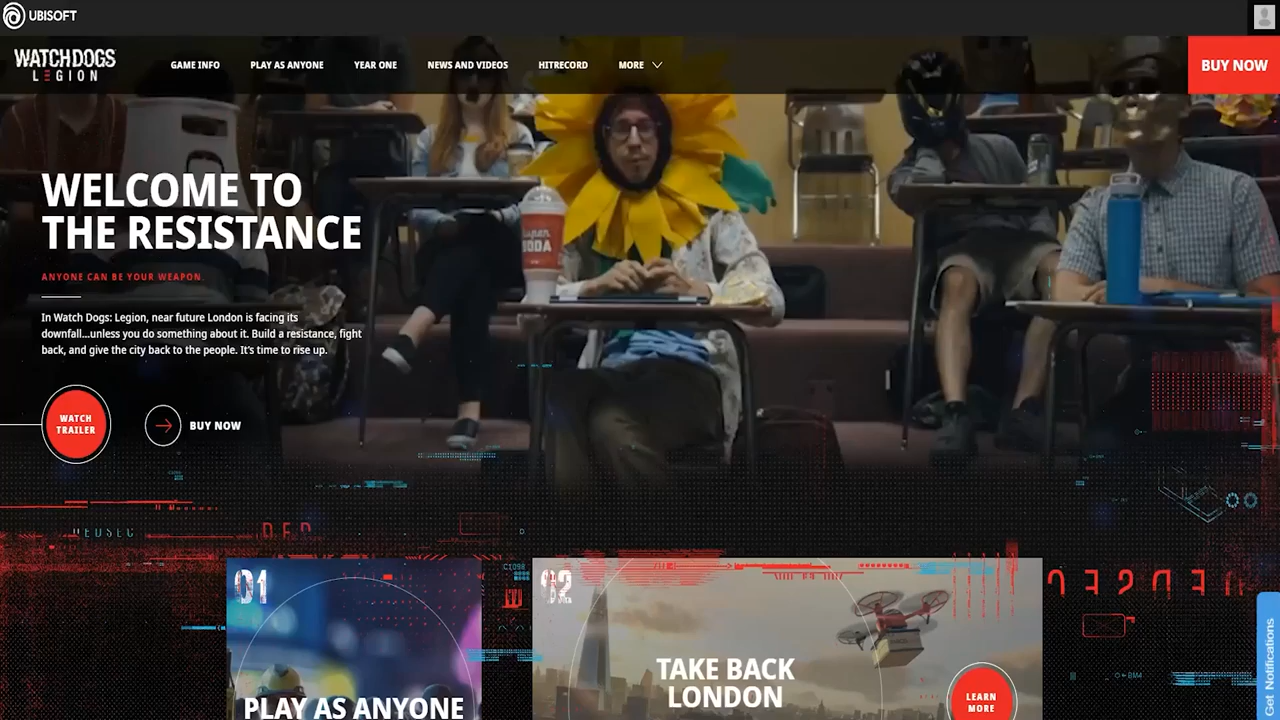 UBISOFT
WATCH DOGS
LEGION
GAME INFO
PLAY AS ANYONE
YEAR ONE
NEWS AND VIDEOS
HITRECORD
MORE
BUY NOW
WELCOME TO
THE RESISTANCE
Super
SODA
ANYONE CAN BE YOUR WEAPON.
In Watch Dogs: Legion, near future London is facing its
downfall...unless you do something about it. Build a resistance, fight
back, and give the city back to the people. It's time to rise up.
WATCH
TRAILER
BUY NOW
01
PLAY AS ANYONE
02
TAKE BACK
LONDON
LEARN
MORE
Get Notifications